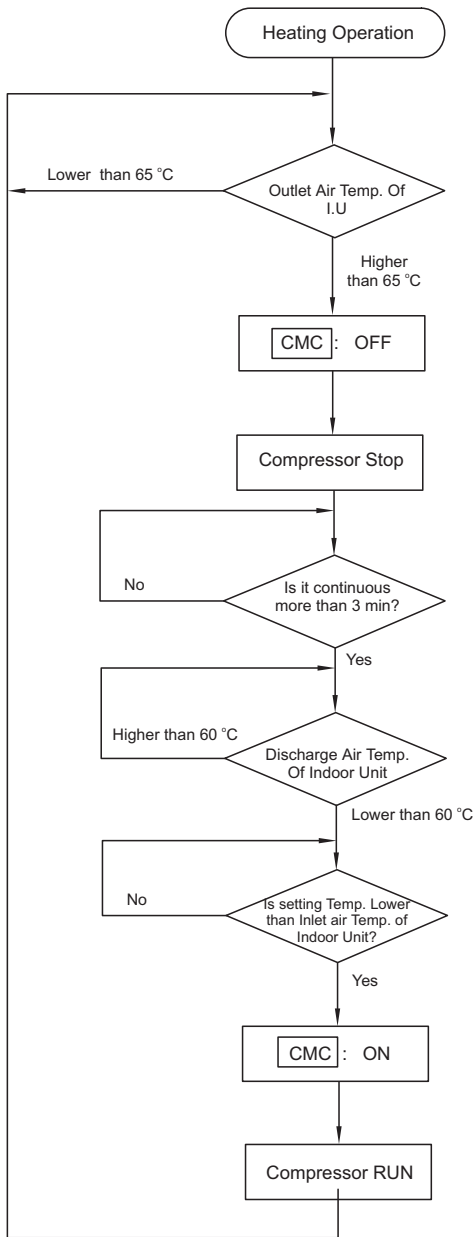 Heating Operation
Lower than 65 °C
Outlet Air Temp. Of
I.U
Higher
than 65 °C
CMC : OFF
Compressor Stop
No
Is it continuous
more than 3 min?
Yes
Higher than 60 °C
Discharge Air Temp.
Of Indoor Unit
Lower than 60 °C
No
Is setting Temp. Lower
than Inlet air Temp. of
Indoor Unit?
Yes
CMC : ON
Compressor RUN